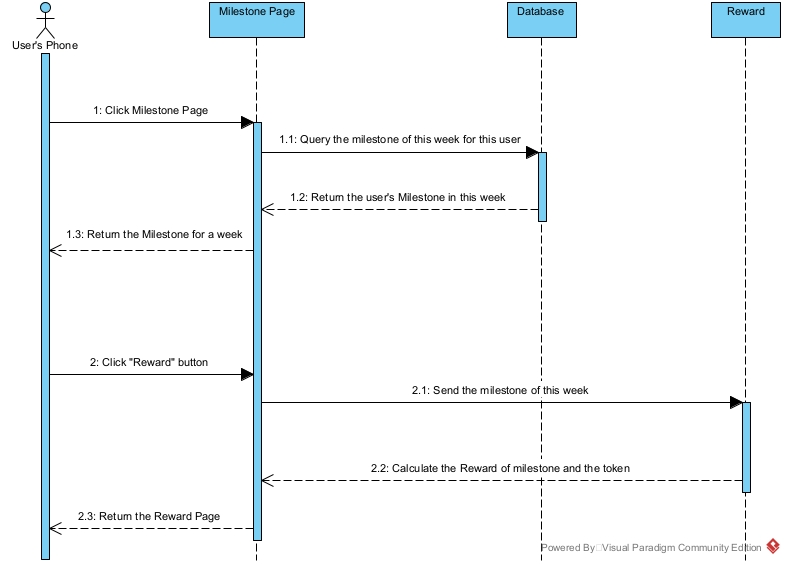 Milestone Page
Database
Reward
User's Phone
1: Click Milestone Page
1.1: Query the milestone of this week for this user
1.2: Return the user's Milestone in this week
1.3: Return the Milestone for a week
2: Click "Reward" button
2.1: Send the milestone of this week
2.2: Calculate the Reward of milestone and the token
2.3: Return the Reward Page
Powered By Visual Paradigm Community Edition